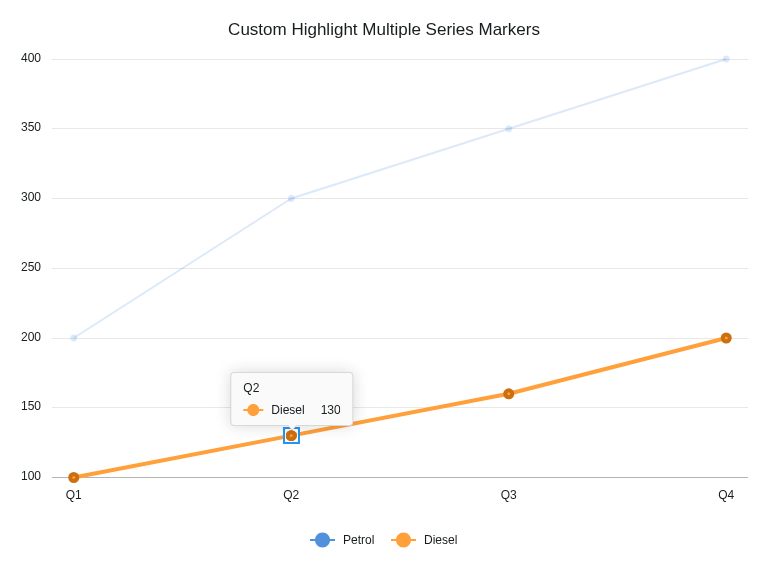 Custom Highlight Multiple Series Markers
400
350
300
250
200
150
100
Q2
Diesel 130
Q1 Q2 Q3 Q4
Petrol Diesel